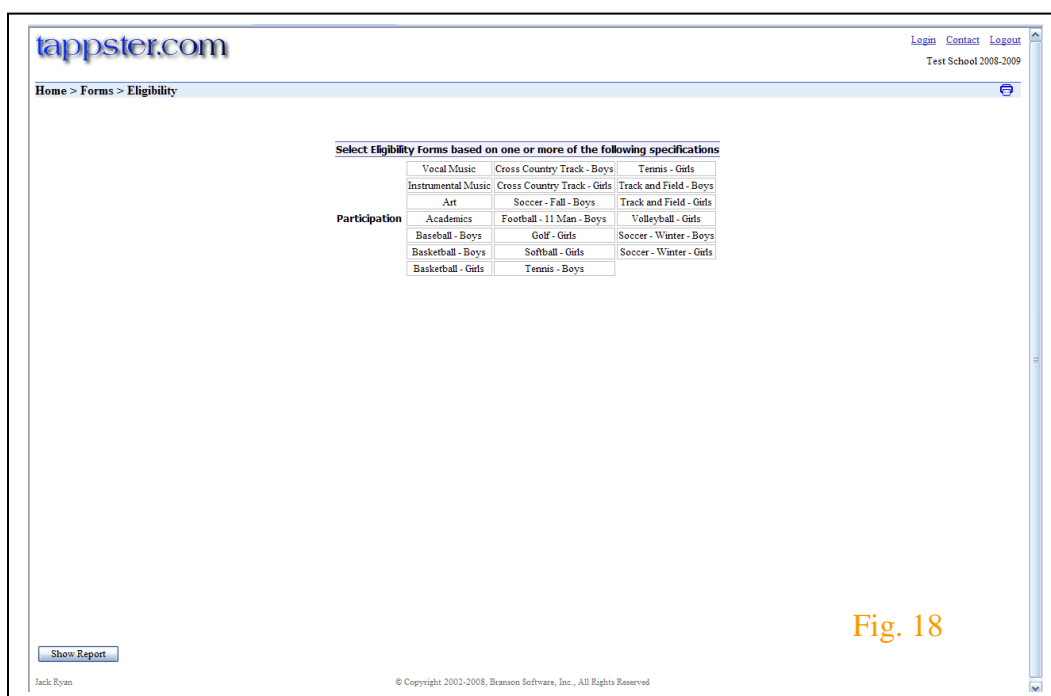 tappster.com
Login Contact Logout
Test School 2008-2009
Home > Forms > Eligibility
Select Eligibility Forms based on one or more of the following specifications
Participation
Vocal Music Cross Country Track - Boys Tennis - Girls
Instrumental Music Cross Country Track - Girls Track and Field - Boys
Art Soccer - Fall - Boys Track and Field - Girls
Academics Football - 11 Man - Boys Volleyball - Girls
Baseball - Boys Golf - Girls Soccer - Winter - Boys
Basketball - Boys Softball - Girls Soccer - Winter - Girls
Basketball - Girls Tennis - Boys
Fig. 18
Show Report
Jack Ryan
© Copyright 2002-2008, Branson Software, Inc., All Rights Reserved